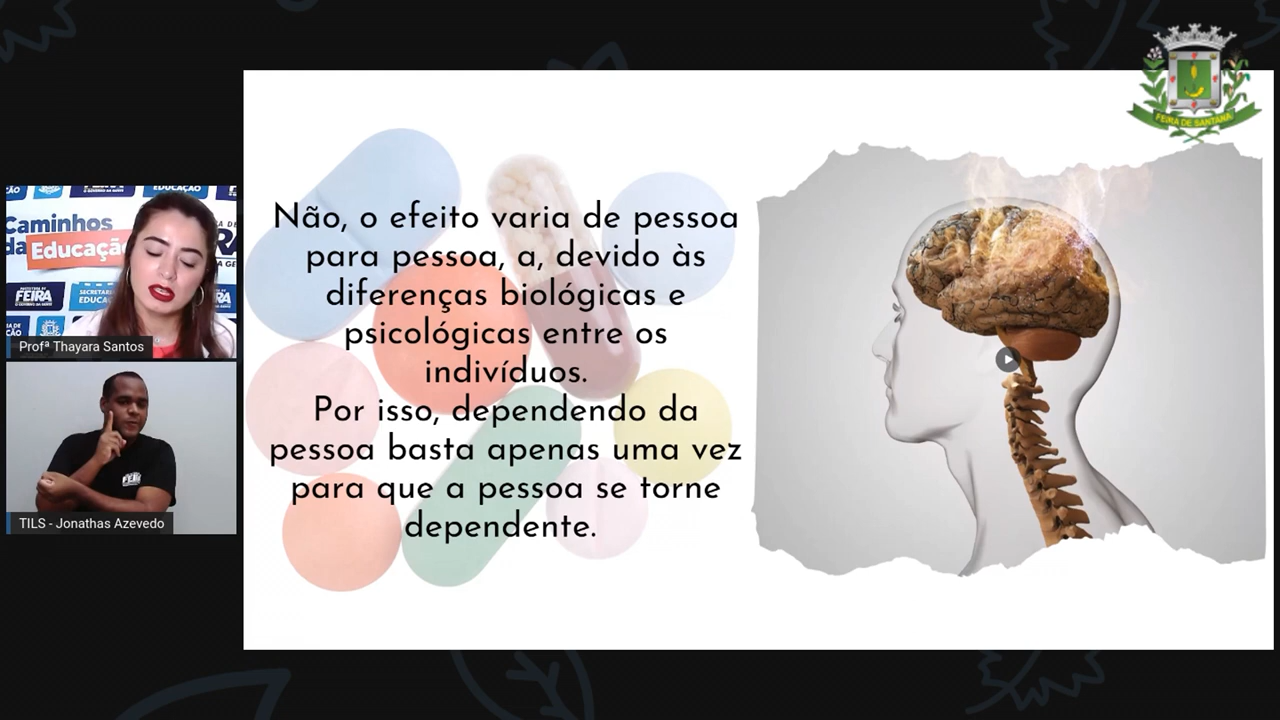 FEIRA DE SANTANA
Não, o efeito varia de pessoa
para pessoa, a, devido às
diferenças biológicas e
psicológicas entre os
indivíduos.
Por isso, dependendo da
pessoa basta apenas uma vez
para que a pessoa se torne
dependente.
EDUCAÇÃO
Caminhos
da Educação
FEIRA
Profª Thayara Santos
TILS - Jonathas Azevedo